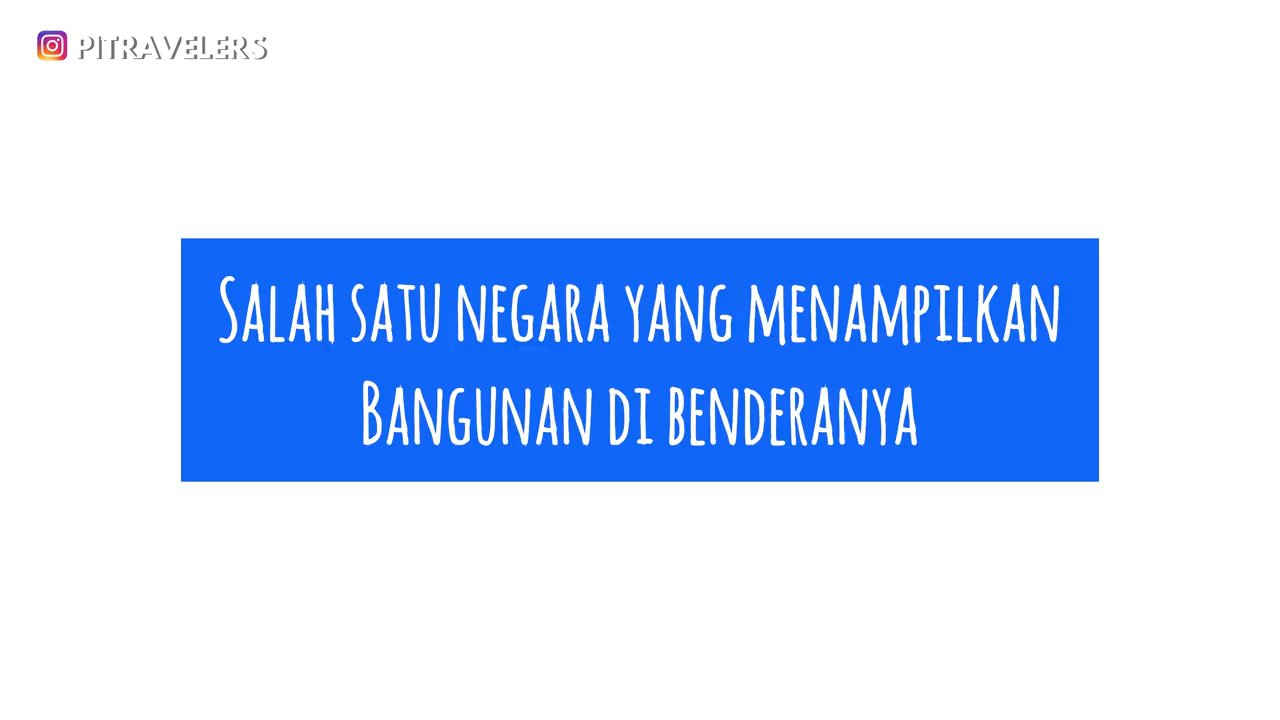 PITRAVELERS
Salah satu negara yang menampilkan
Bangunan di benderanya